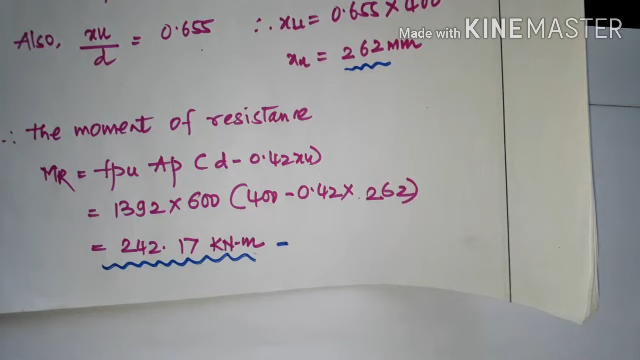 Also, xu/d = 0.655 ∴ xu = 0.655 × 400
xu = 262 mm
∴ the moment of resistance
MR = fpu Ap (d - 0.42xu)
= 1392 × 600 (400 - 0.42 × 262)
= 242.17 KN-m -
Made with KINEMASTER